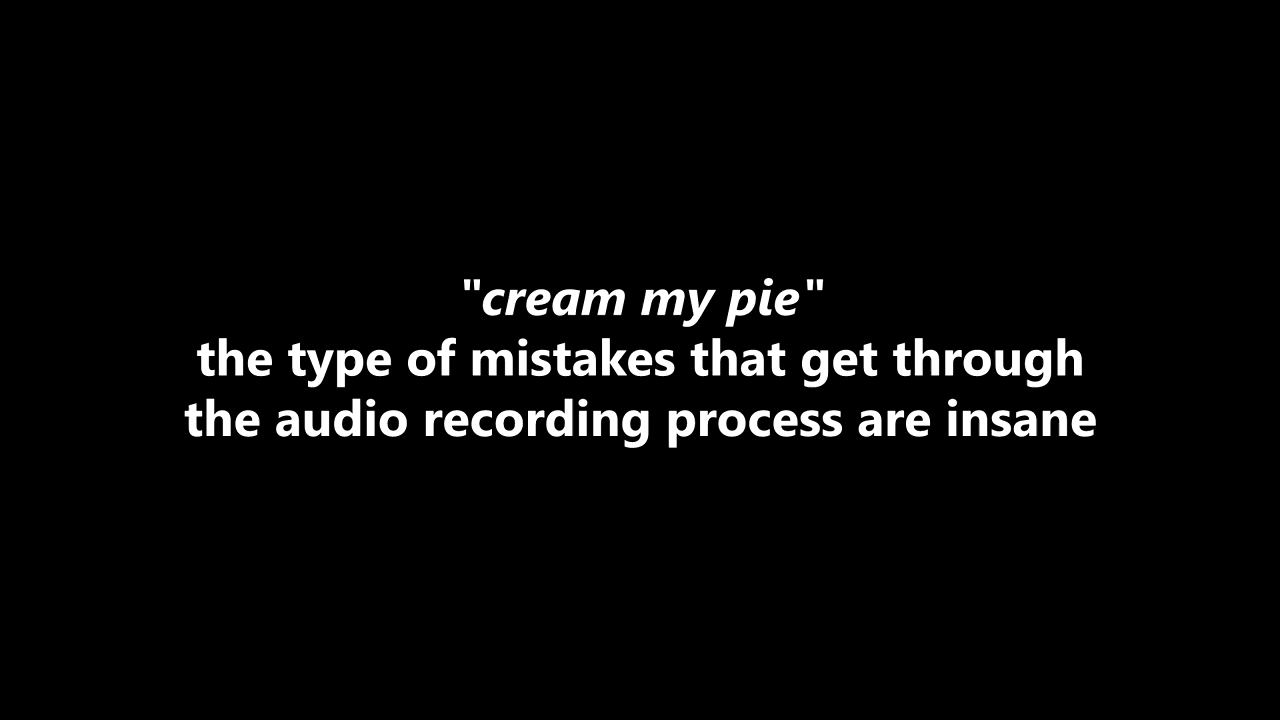 "cream my pie"
the type of mistakes that get through
the audio recording process are insane